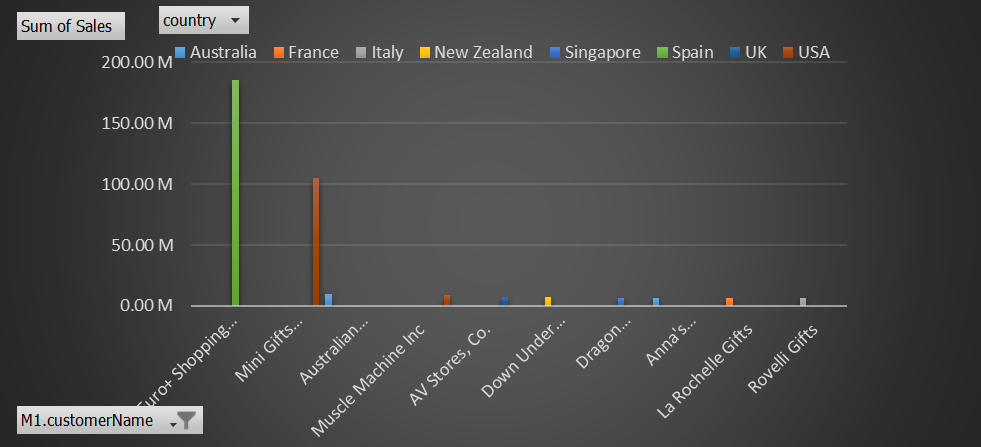 Sum of Sales
country
Australia France Italy New Zealand Singapore Spain UK USA
200.00 M
150.00 M
100.00 M
50.00 M
0.00 M
Euro+ Shopping...
Mini Gifts...
Australian...
Muscle Machine Inc
AV Stores, Co.
Down Under...
Dragon...
Anna's...
La Rochelle Gifts
Rovelli Gifts
M1.customerName